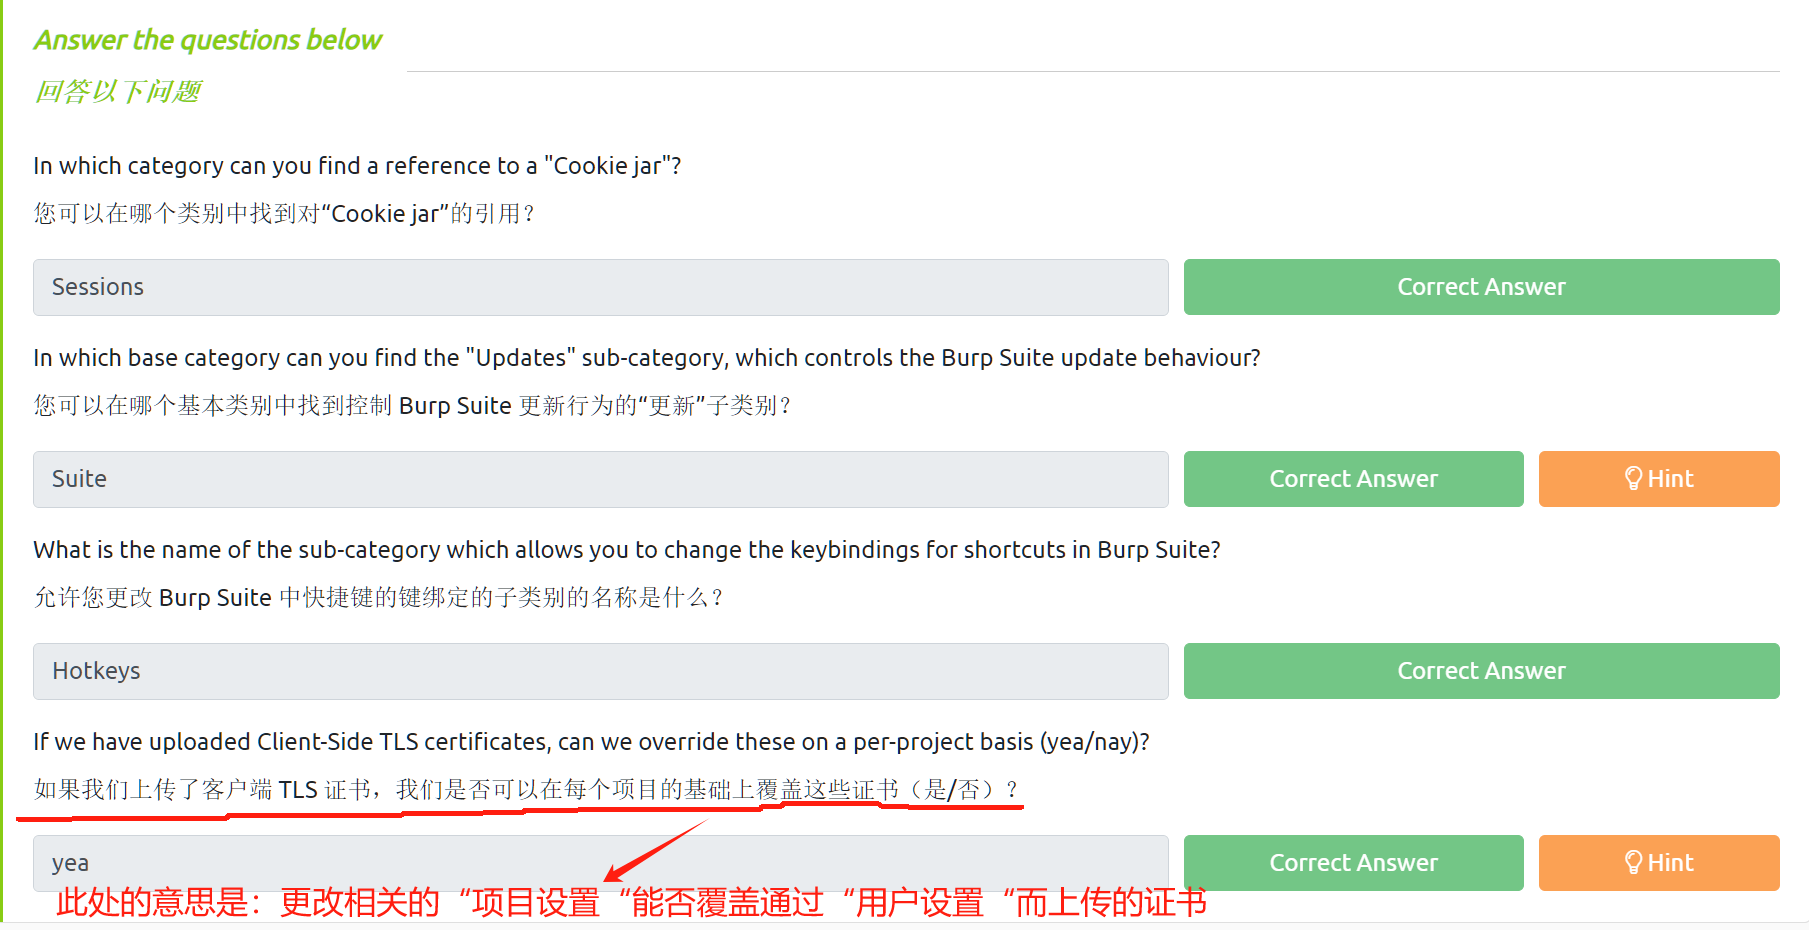 Answer the questions below
回答以下问题
In which category can you find a reference to a "Cookie jar"?
您可以在哪个类别中找到对“Cookie jar”的引用？
Sessions
Correct Answer
In which base category can you find the "Updates" sub-category, which controls the Burp Suite update behaviour?
您可以在哪个基本类别中找到控制 Burp Suite 更新行为的“更新”子类别？
Suite
Correct Answer
Hint
What is the name of the sub-category which allows you to change the keybindings for shortcuts in Burp Suite?
允许您更改 Burp Suite 中快捷键的键绑定的子类别的名称是什么？
Hotkeys
Correct Answer
If we have uploaded Client-Side TLS certificates, can we override these on a per-project basis (yea/nay)?
如果我们上传了客户端 TLS 证书，我们是否可以在每个项目的基础上覆盖这些证书（是/否）？
yea
Correct Answer
Hint
此处的意思是：更改相关的“项目设置“能否覆盖通过“用户设置“而上传的证书